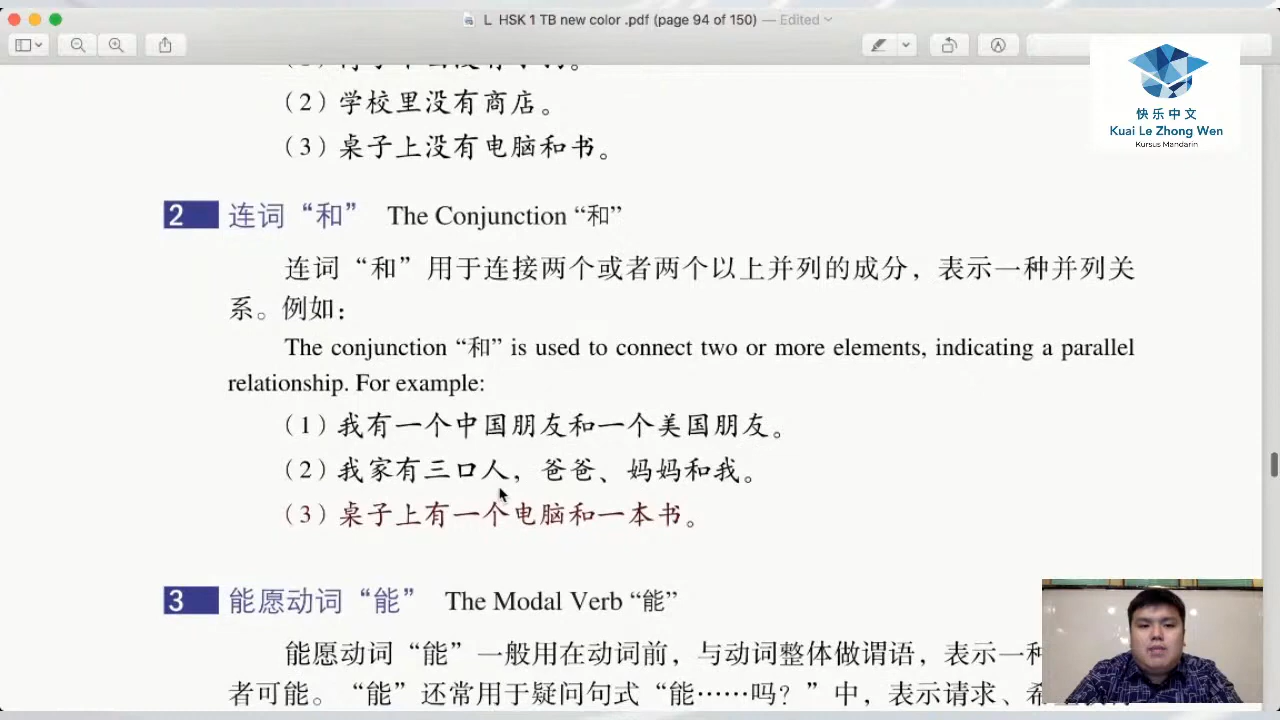 L HSK 1 TB new color .pdf (page 94 of 150) — Edited
快乐中文
Kuai Le Zhong Wen
Kursus Mandarin
（2）学校里没有商店。
（3）桌子上没有电脑和书。
2 连词“和” The Conjunction “和”
连词“和”用于连接两个或者两个以上并列的成分，表示一种并列关
系。例如：
The conjunction “和” is used to connect two or more elements, indicating a parallel
relationship. For example:
（1）我有一个中国朋友和一个美国朋友。
（2）我家有三口人，爸爸、妈妈和我。
（3）桌子上有一个电脑和一本书。
3 能愿动词“能” The Modal Verb “能”
能愿动词“能”一般用在动词前，与动词整体做谓语，表示一种
者可能。“能”还常用于疑问句式“能……吗？”中，表示请求、希